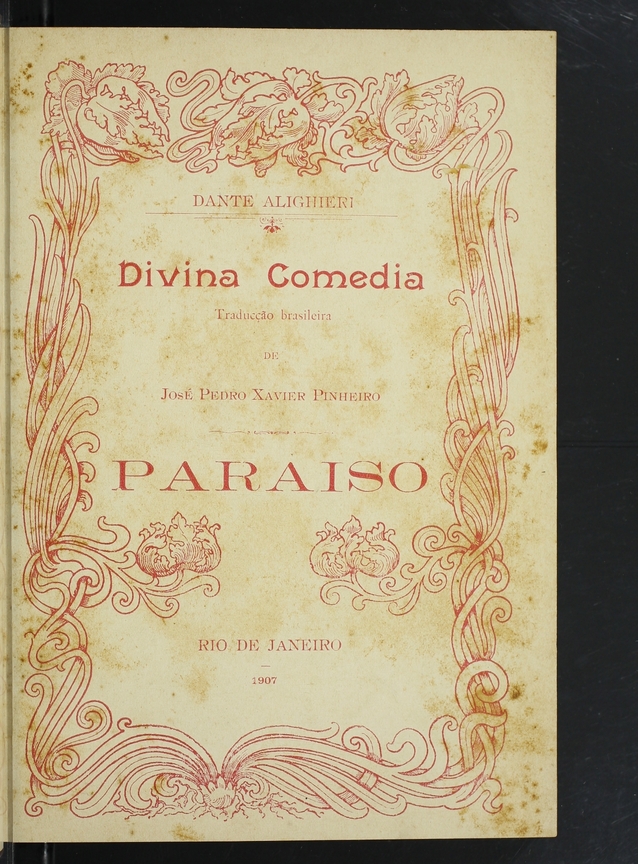 DANTE ALIGHIERI
Divina Comedia
Traducção brasileira
DE
José Pedro Xavier Pinheiro
PARAISO
RIO DE JANEIRO
1907